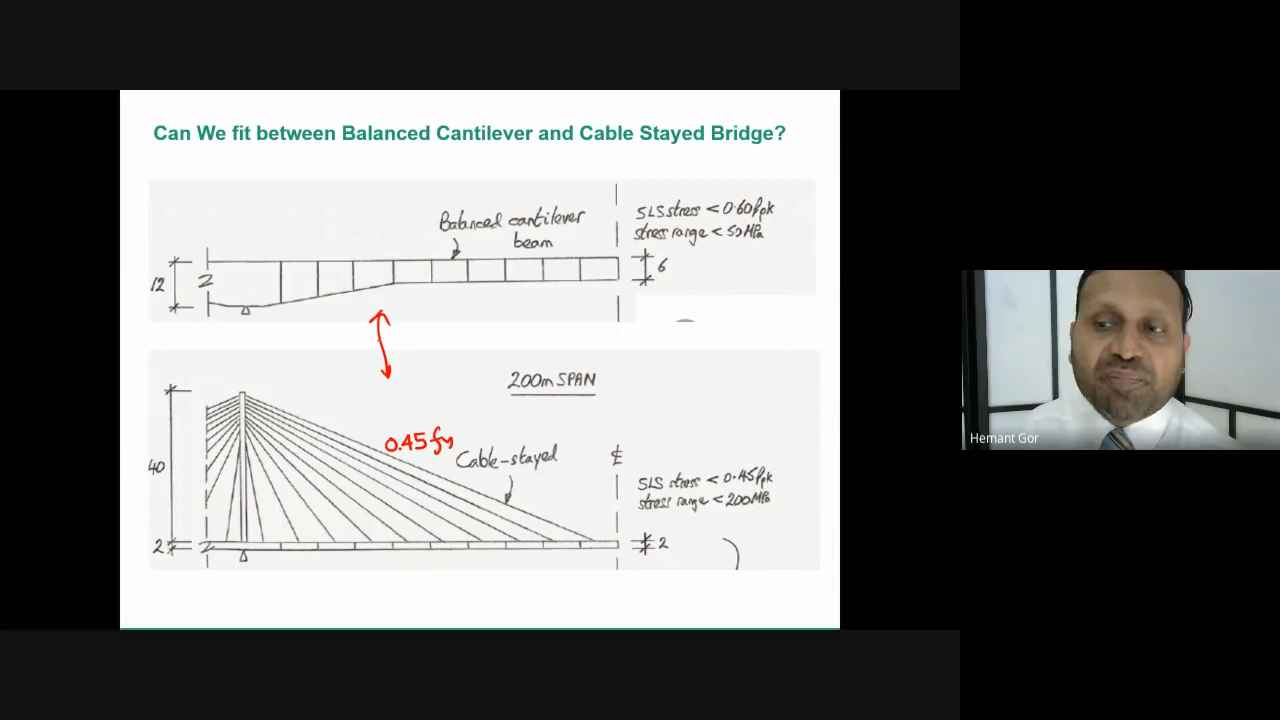 Can We fit between Balanced Cantilever and Cable Stayed Bridge?
Balanced cantilever
beam
SLS stress < 0.60fpk
stress range < 50MPa
12
6
200m SPAN
0.45 fy
Cable-stayed
40
SLS stress < 0.45fpk
stress range < 200MPa
2
2
Hemant Gor